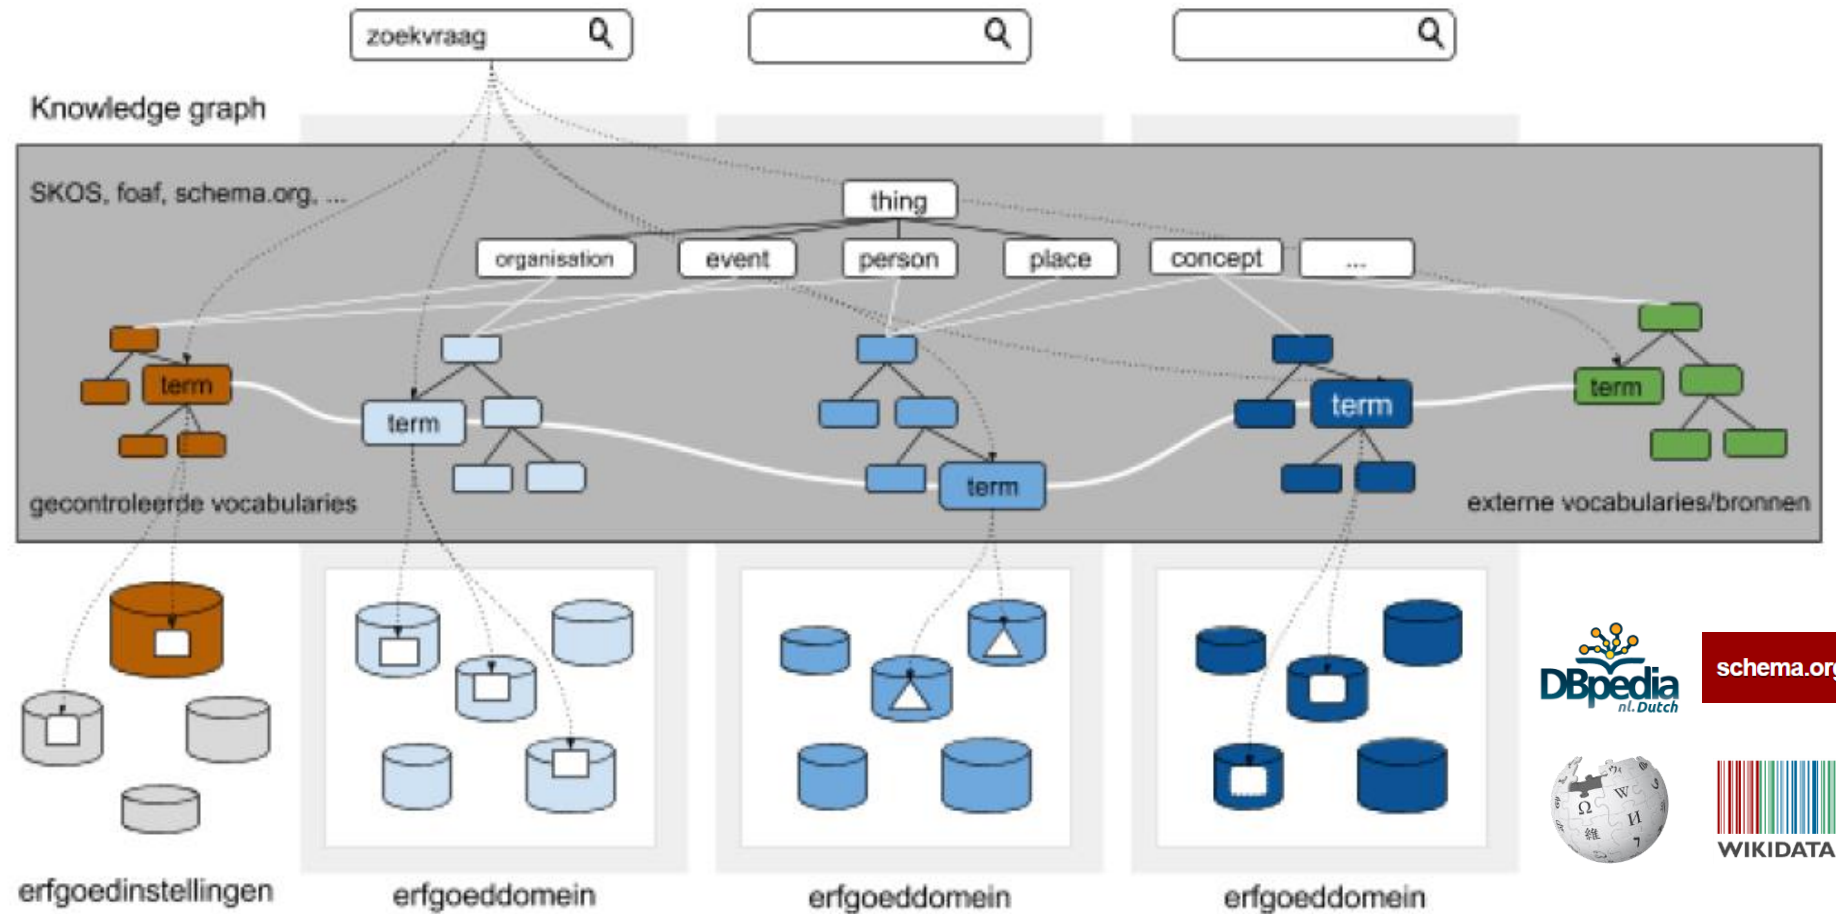 zoekvraag
Knowledge graph
SKOS, foaf, schema.org, ...
thing
organisation
event
person
place
concept
...
term
term
term
term
term
gecontroleerde vocabularies
externe vocabularies/bronnen
DBpedia
nl.Dutch
schema.org
Ω W
維 И
WIKIDATA
erfgoedinstellingen
erfgoeddomein
erfgoeddomein
erfgoeddomein